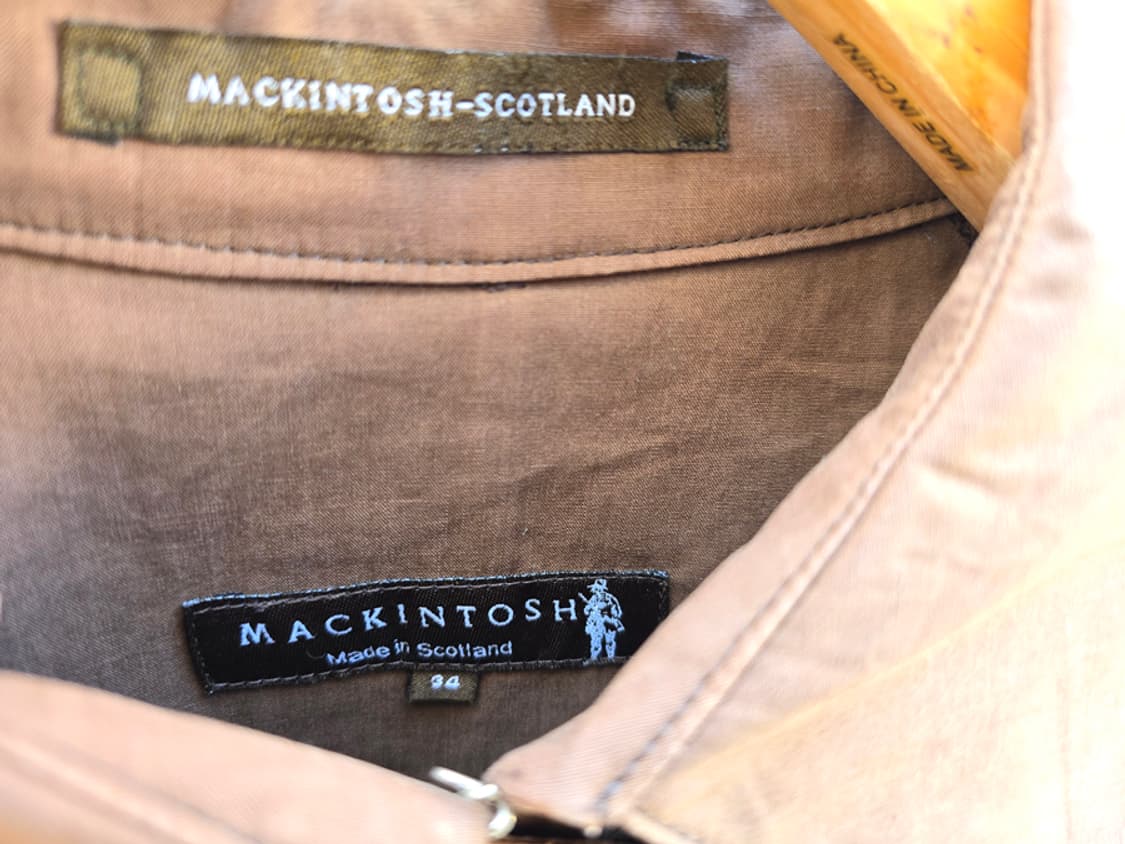 MACKINTOSH-SCOTLAND
MADE IN CHINA
MACKINTOSH
Made in Scotland
34